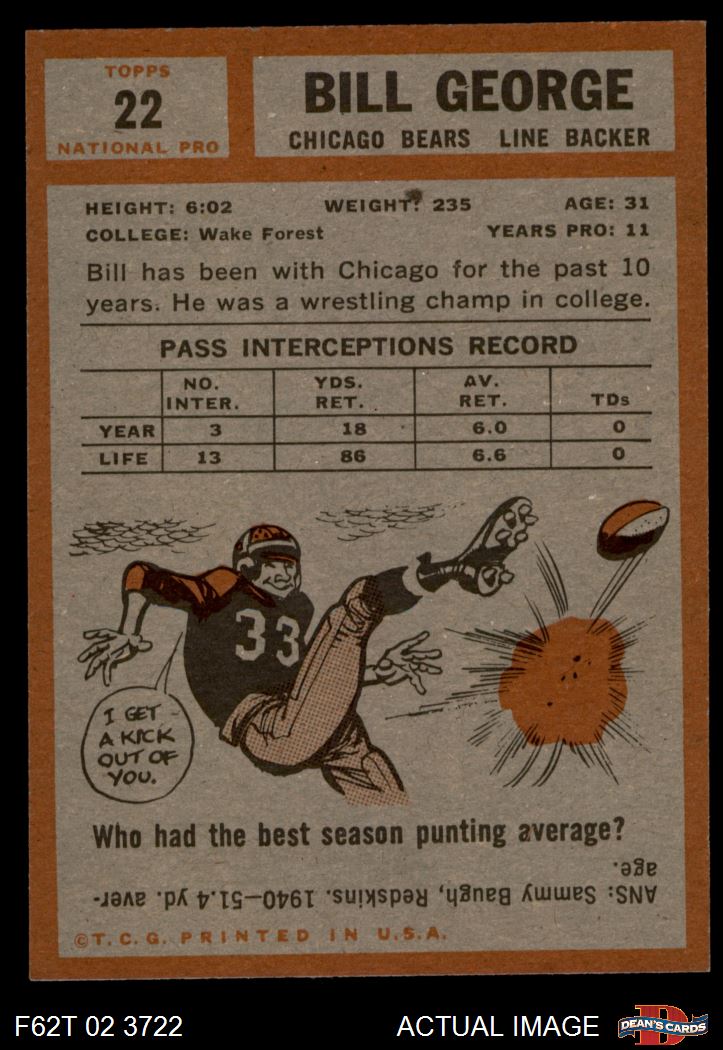 TOPPS
22
NATIONAL PRO
BILL GEORGE
CHICAGO BEARS LINE BACKER
HEIGHT: 6:02 WEIGHT: 235 AGE: 31
COLLEGE: Wake Forest YEARS PRO: 11
Bill has been with Chicago for the past 10
years. He was a wrestling champ in college.
PASS INTERCEPTIONS RECORD
NO. INTER. YDS. RET. AV. RET. TDs
YEAR 3 18 6.0 0
LIFE 13 86 6.6 0
33
I GET
A KICK
OUT OF
YOU.
Who had the best season punting average?
ANS: Sammy Baugh, Redskins. 1940—51.4 yd. aver-
age.
©T.C.G. PRINTED IN U.S.A.
F62T 02 3722 ACTUAL IMAGE
D
DEAN'S CARDS